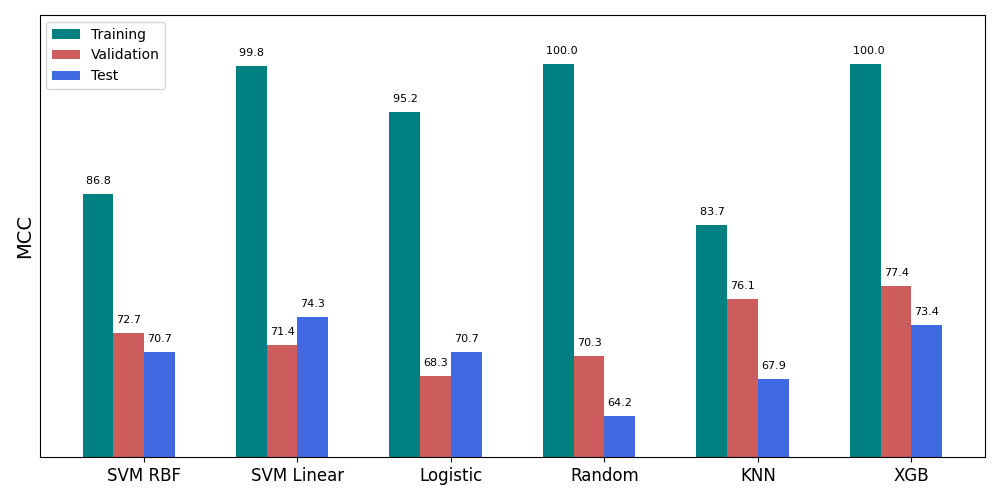 Training
Validation
Test
MCC
86.8
72.7
70.7
99.8
71.4
74.3
95.2
68.3
70.7
100.0
70.3
64.2
83.7
76.1
67.9
100.0
77.4
73.4
SVM RBF
SVM Linear
Logistic
Random
KNN
XGB